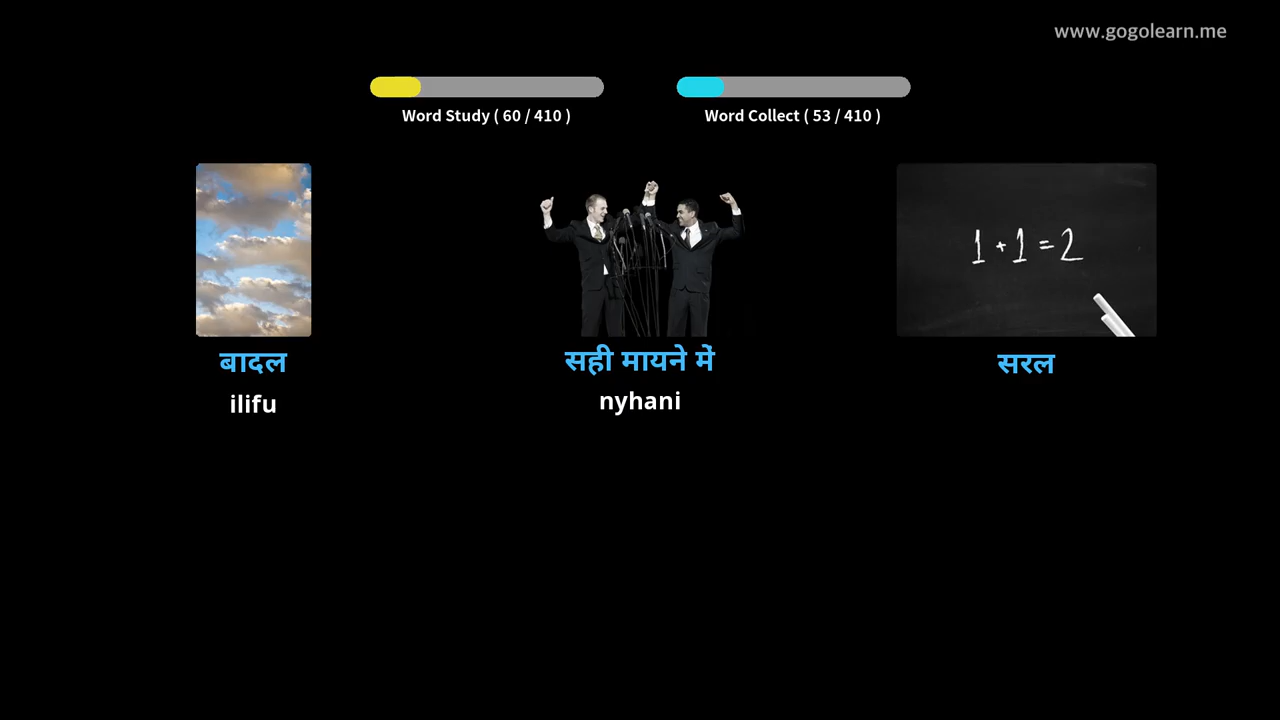 www.gogolearn.me
Word Study ( 60 / 410 )
Word Collect ( 53 / 410 )
1 + 1 = 2
बादल
सही मायने में
सरल
ilifu
nyhani